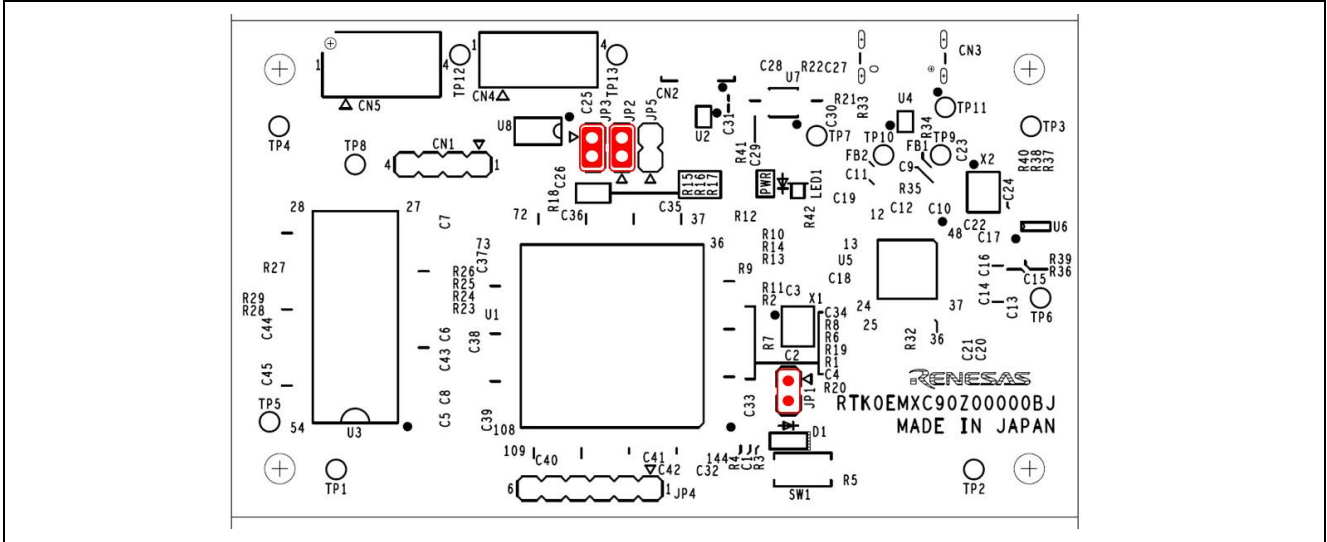 1
4
1
4
CN5
TP12
CN4
TP13
C25
JP3
JP2
JP5
CN2
C28
U7
R22
C27
CN3
R21
R33
U4
TP11
U8
U2
C31
C30
TP7
R34
TP10
TP9
TP3
TP4
TP8
CN1
4
1
R41
C29
FB2
FB1
C23
X2
R40
R38
R37
C11
C9
R35
C24
C26
R18
R15
R16
R17
PWR
LED1
C19
28
27
C7
72
C36
C35
37
R12
R42
12
C12
C10
48
C22
C17
U6
73
36
R10
R14
R13
13
U5
C37
R27
R26
R25
R24
R23
R9
C18
C16
R39
R36
C15
R29
R28
U1
R11
R2
C3
X1
C34
24
37
C14
C13
TP6
C44
C6
C38
R8
R6
R19
R1
C4
R20
25
R32
36
C43
R7
C2
C21
C20
C45
RENESAS
TP5
C8
C5
C39
C33
JP1
RTK0EMXC90Z00000BJ
MADE IN JAPAN
54
U3
108
D1
109
C40
C41
C42
C32
144
R4
C1
R3
TP1
6
1
JP4
SW1
R5
TP2